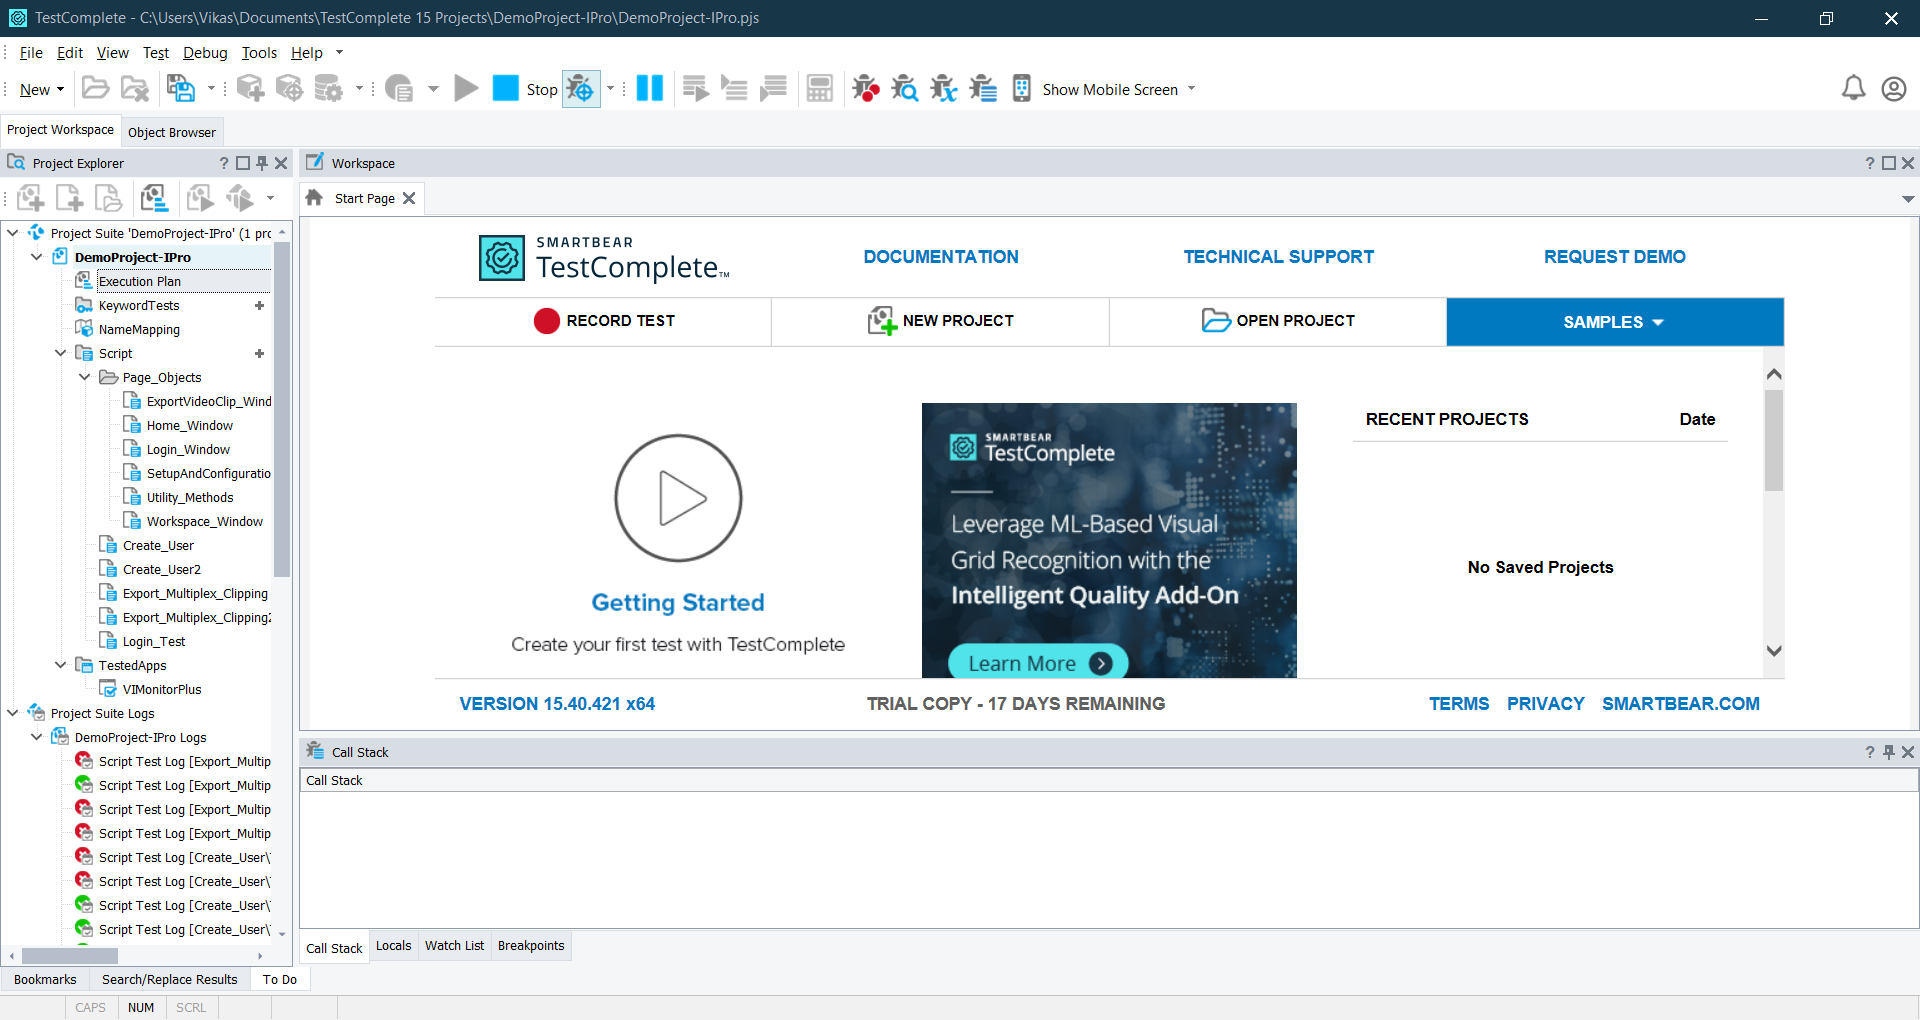 TestComplete - C:\Users\Vikas\Documents\TestComplete 15 Projects\DemoProject-IPro\DemoProject-IPro.pjs
File Edit View Test Debug Tools Help
New Stop Show Mobile Screen
Project Workspace Object Browser
Project Explorer
Workspace
Start Page
Project Suite 'DemoProject-IPro' (1 prc
DemoProject-IPro
Execution Plan
KeywordTests
NameMapping
Script
Page_Objects
ExportVideoClip_Wind
Home_Window
Login_Window
SetupAndConfiguratio
Utility_Methods
Workspace_Window
Create_User
Create_User2
Export_Multiplex_Clipping
Export_Multiplex_Clipping2
Login_Test
TestedApps
VIMonitorPlus
Project Suite Logs
DemoProject-IPro Logs
Script Test Log [Export_Multip
Script Test Log [Export_Multip
Script Test Log [Export_Multip
Script Test Log [Export_Multip
Script Test Log [Create_User\
Script Test Log [Create_User\
Script Test Log [Create_User\
Script Test Log [Create_User\
SMARTBEAR
TestComplete™
DOCUMENTATION TECHNICAL SUPPORT REQUEST DEMO
RECORD TEST NEW PROJECT OPEN PROJECT SAMPLES
Getting Started
Create your first test with TestComplete
SMARTBEAR
TestComplete
Leverage ML-Based Visual
Grid Recognition with the
Intelligent Quality Add-On
Learn More
RECENT PROJECTS Date
No Saved Projects
VERSION 15.40.421 x64 TRIAL COPY - 17 DAYS REMAINING TERMS PRIVACY SMARTBEAR.COM
Call Stack
Call Stack
Call Stack Locals Watch List Breakpoints
Bookmarks Search/Replace Results To Do
CAPS NUM SCRL